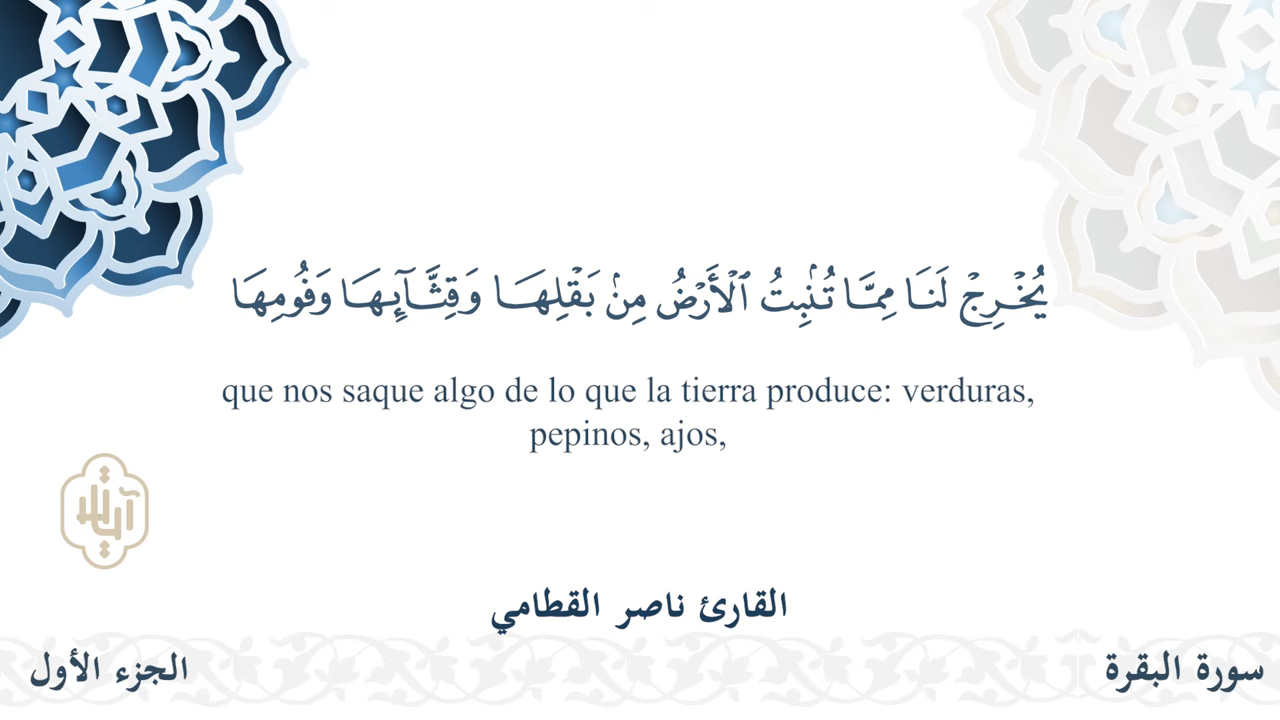 يُخْرِجْ لَنَا مِمَّا تُنۢبِتُ ٱلْأَرْضُ مِنۢ بَقْلِهَا وَقِثَّآئِهَا وَفُومِهَا
que nos saque algo de lo que la tierra produce: verduras,
pepinos, ajos,
القارئ ناصر القطامي
الجزء الأول
سورة البقرة